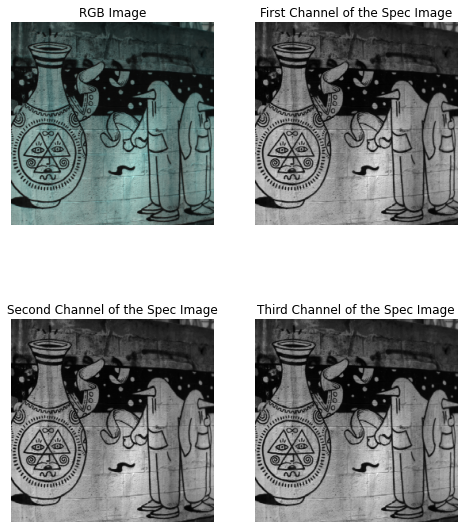 RGB Image
First Channel of the Spec Image
Second Channel of the Spec Image
Third Channel of the Spec Image